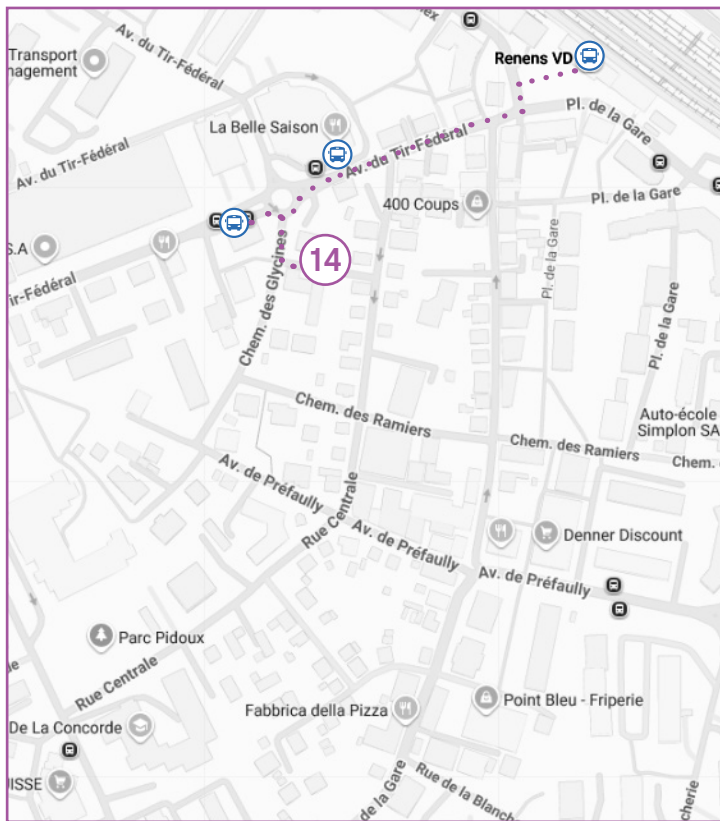 Renens VD
Transport
nagement
Av. du Tir-Fédéral
La Belle Saison
Pl. de la Gare
Av. du Tir-Fédéral
Av. du Tir-Fédéral
400 Coups
Pl. de la Gare
S.A
14
Tir-Fédéral
Chem. des Glycines
Pl. de la Gare
Pl. de la Gare
Chem. des Ramiers
Auto-école
Simplon SA
Chem. des Ramiers
Chem.
Av. de Préfaully
Rue Centrale
Av. de Préfaully
Denner Discount
Av. de Préfaully
Parc Pidoux
Rue Centrale
Fabbrica della Pizza
Point Bleu - Friperie
De La Concorde
UISSE
de la Gare
Rue de la Blanch
cherie